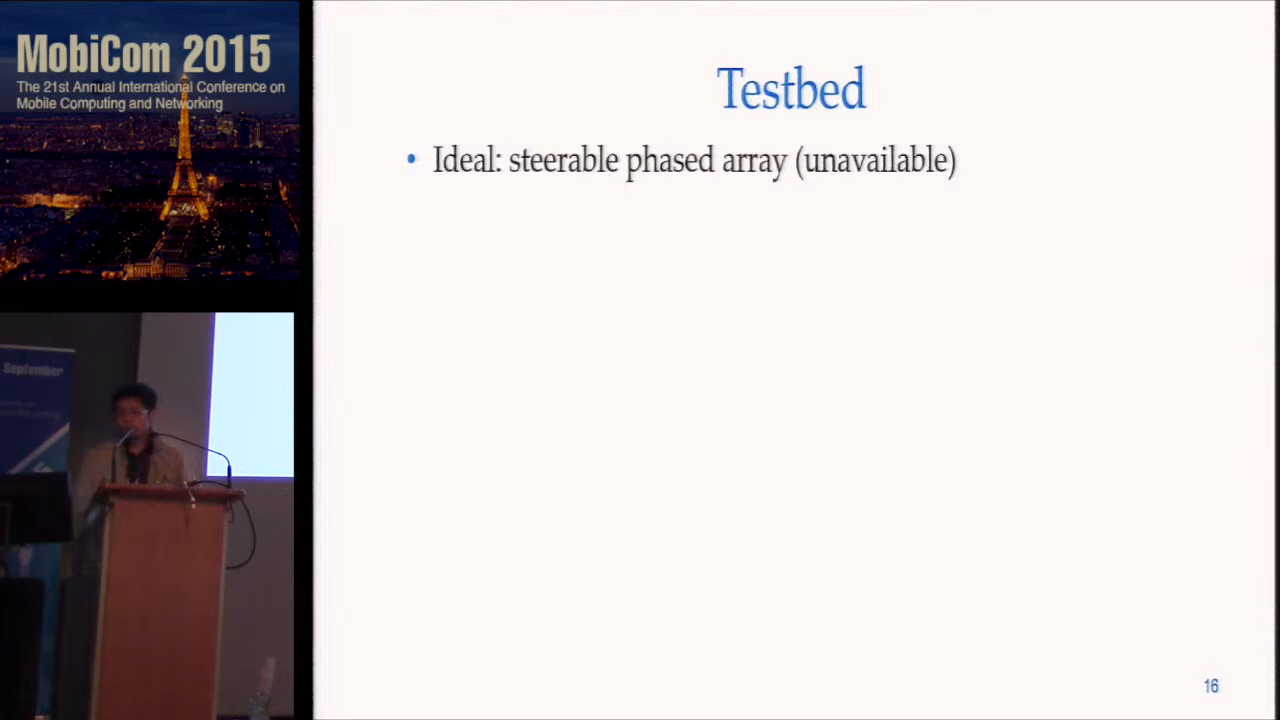 MobiCom 2015
The 21st Annual International Conference on
Mobile Computing and Networking
September
Testbed
• Ideal: steerable phased array (unavailable)
16